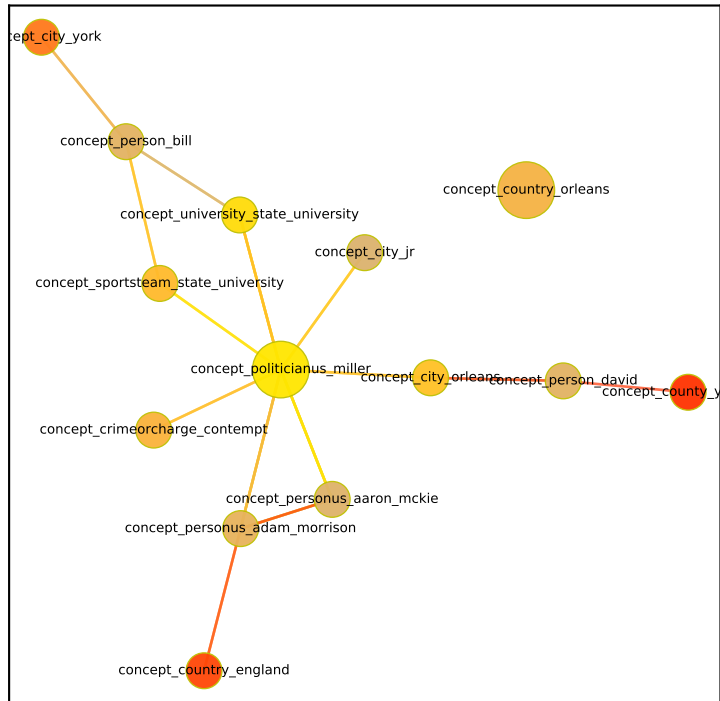 cept_city_york
concept_person_bill
concept_country_orleans
concept_university_state_university
concept_city_jr
concept_sportsteam_state_university
concept_politicianus_miller
concept_city_orleans
concept_person_david
concept_county_y
concept_crimeorcharge_contempt
concept_personus_aaron_mckie
concept_personus_adam_morrison
concept_country_england